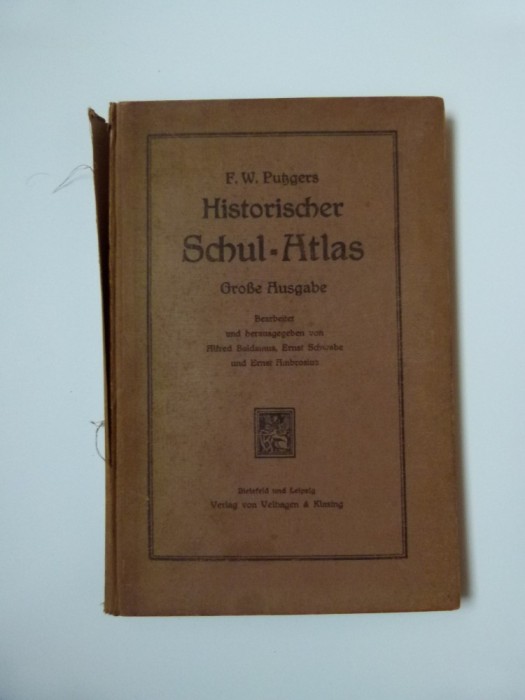 F. W. Putzgers
Historischer
Schul-Atlas
Große Ausgabe
Bearbeitet
und herausgegeben von
Alfred Baldamus, Ernst Schwabe
und Ernst Ambrosius
Bielefeld und Leipzig
Verlag von Velhagen & Klasing